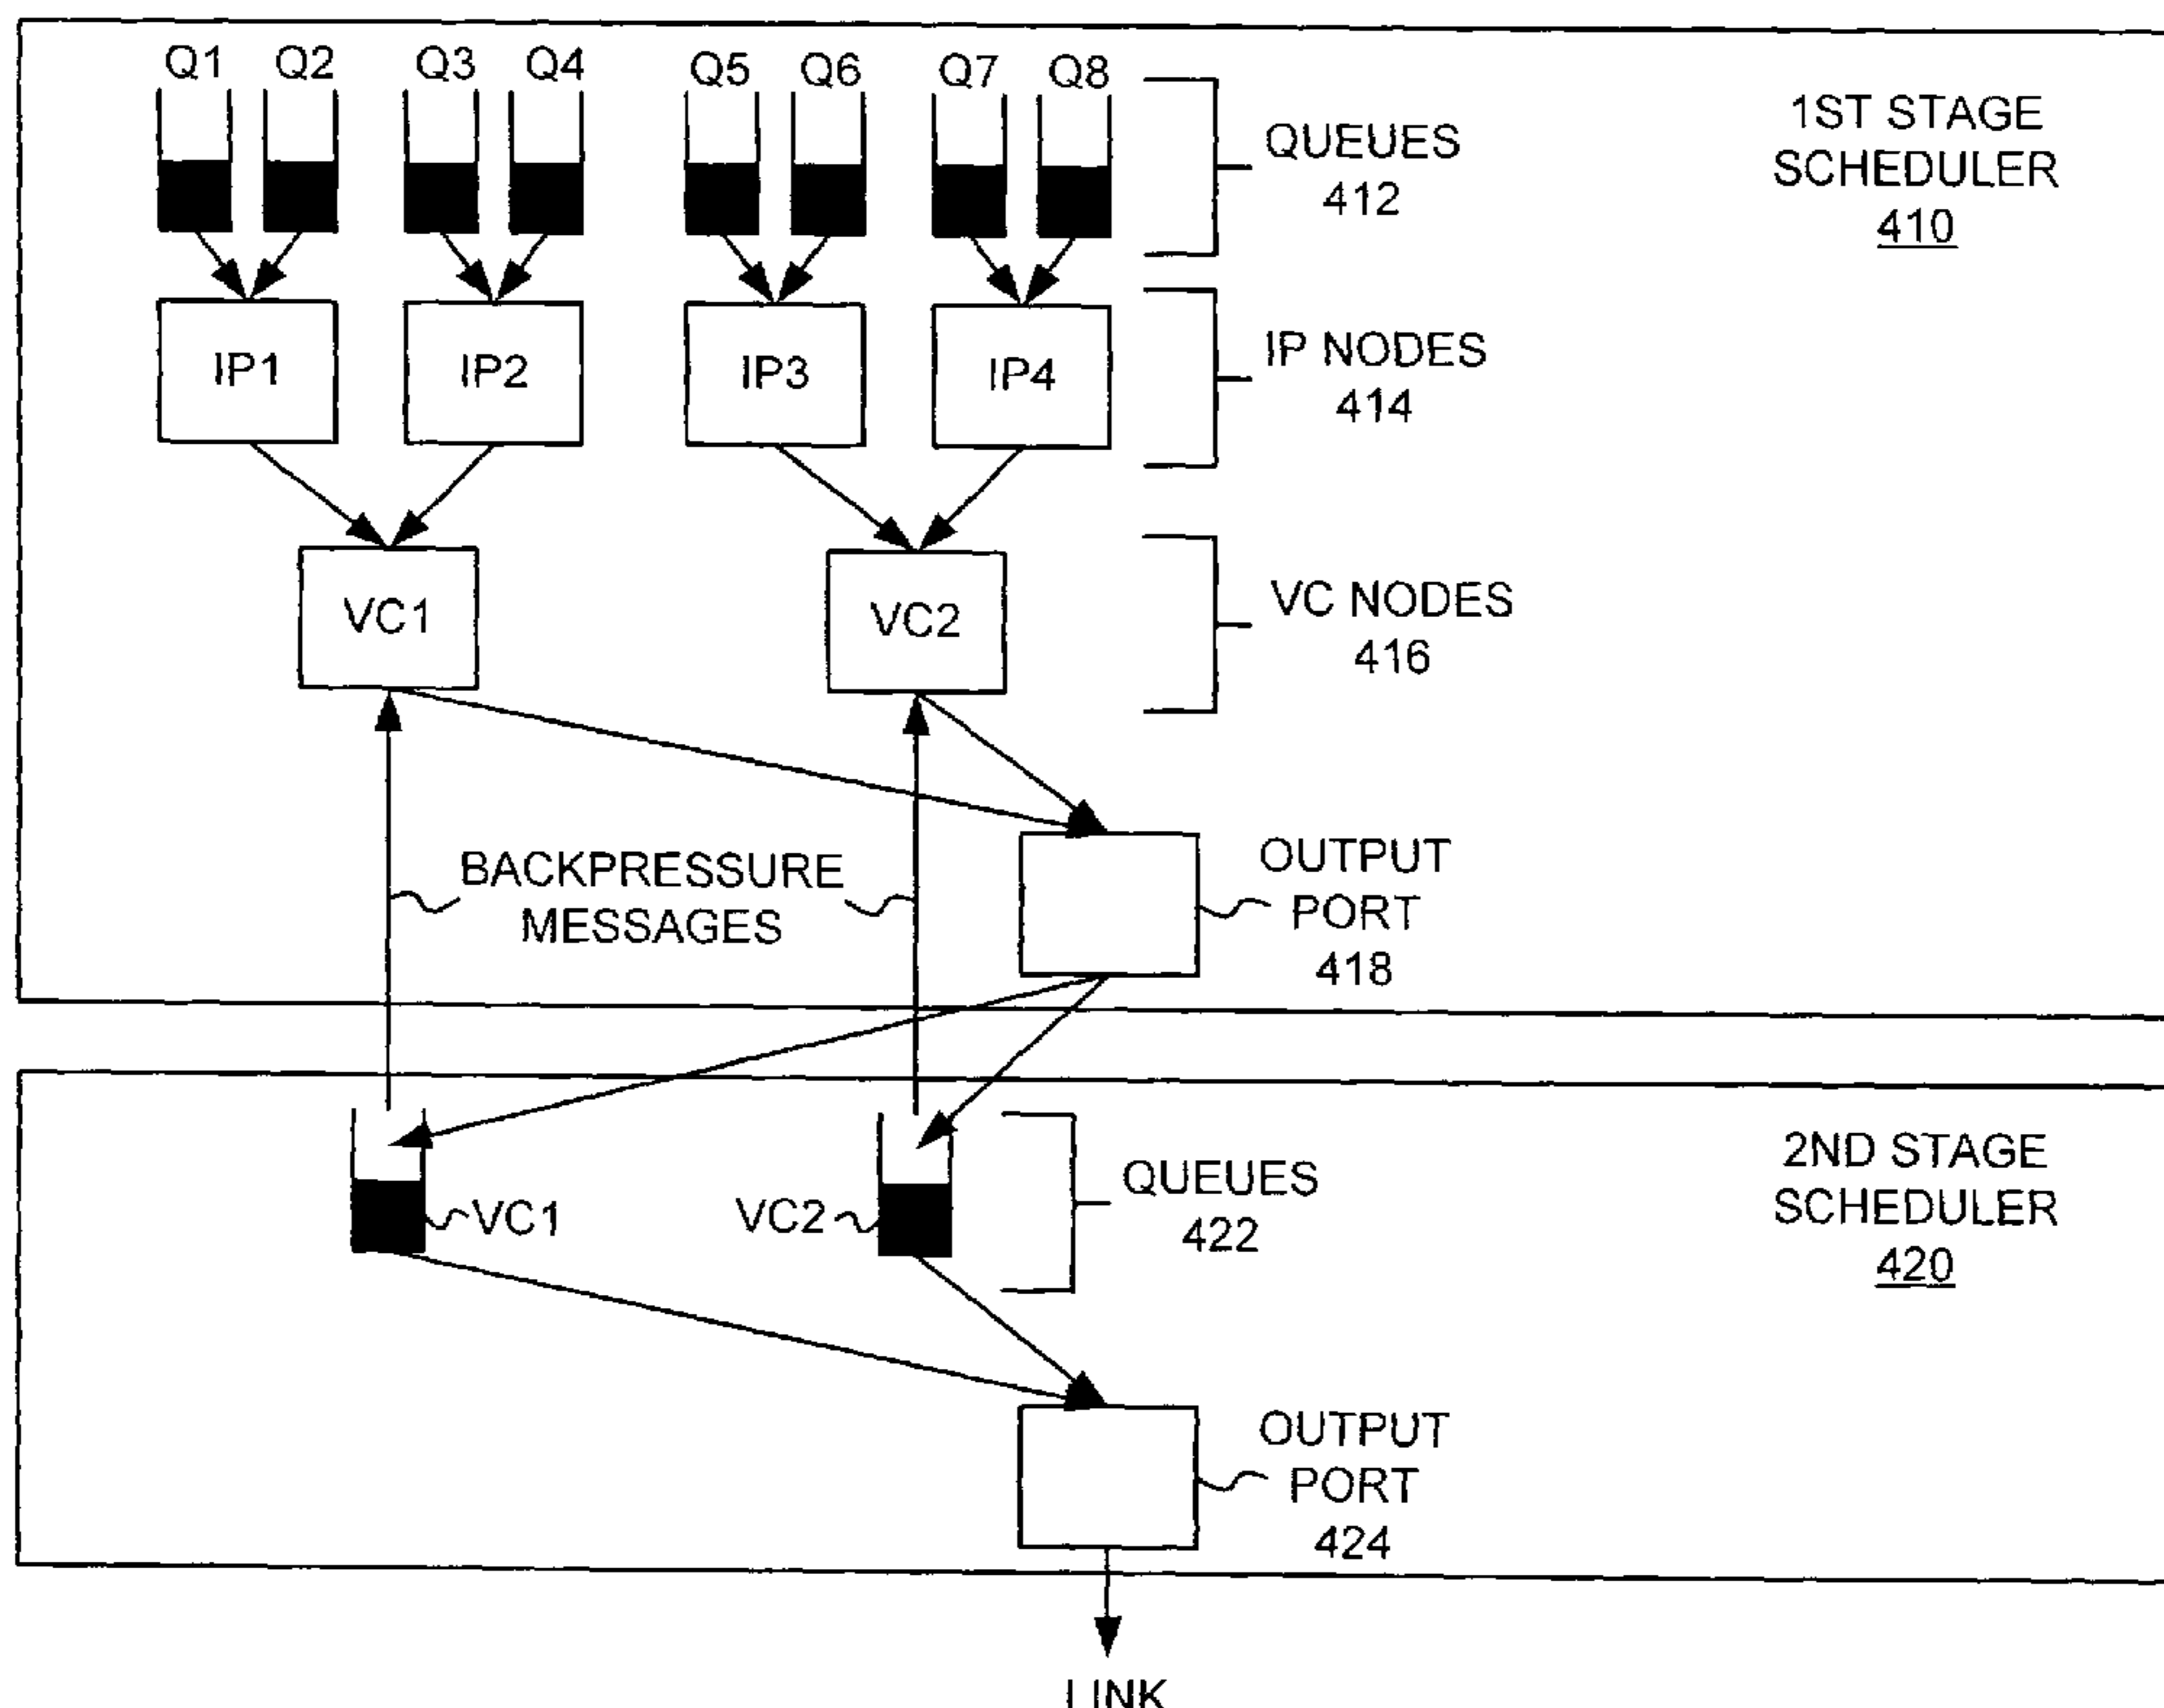 Q1 Q2 Q3 Q4 Q5 Q6 Q7 Q8
QUEUES
412
1ST STAGE
SCHEDULER
410
IP1 IP2 IP3 IP4
IP NODES
414
VC1 VC2
VC NODES
416
BACKPRESSURE
MESSAGES
OUTPUT
PORT
418
2ND STAGE
SCHEDULER
420
VC1 VC2
QUEUES
422
OUTPUT
PORT
424
LINK